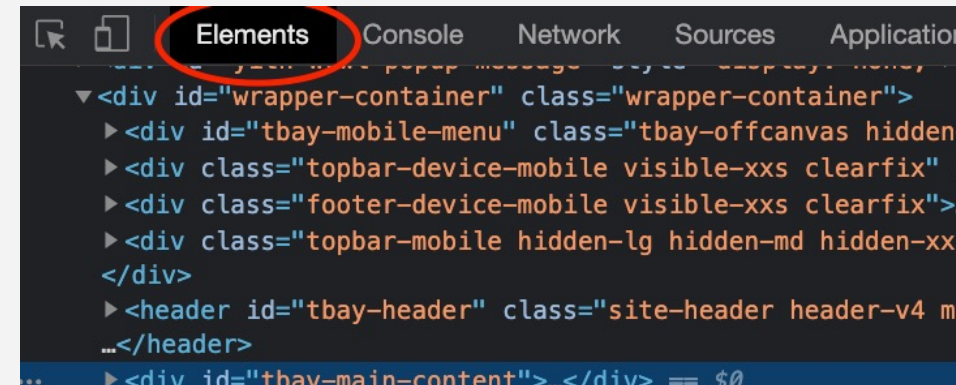 Elements Console Network Sources Application
▼<div id="wrapper-container" class="wrapper-container">
▶<div id="tbay-mobile-menu" class="tbay-offcanvas hidden
▶<div class="topbar-device-mobile visible-xxs clearfix"
▶<div class="footer-device-mobile visible-xxs clearfix">
▶<div class="topbar-mobile hidden-lg hidden-md hidden-xx
</div>
▶<header id="tbay-header" class="site-header header-v4 m
…</header>
▶<div id="tbay-main-content"> </div> == $0